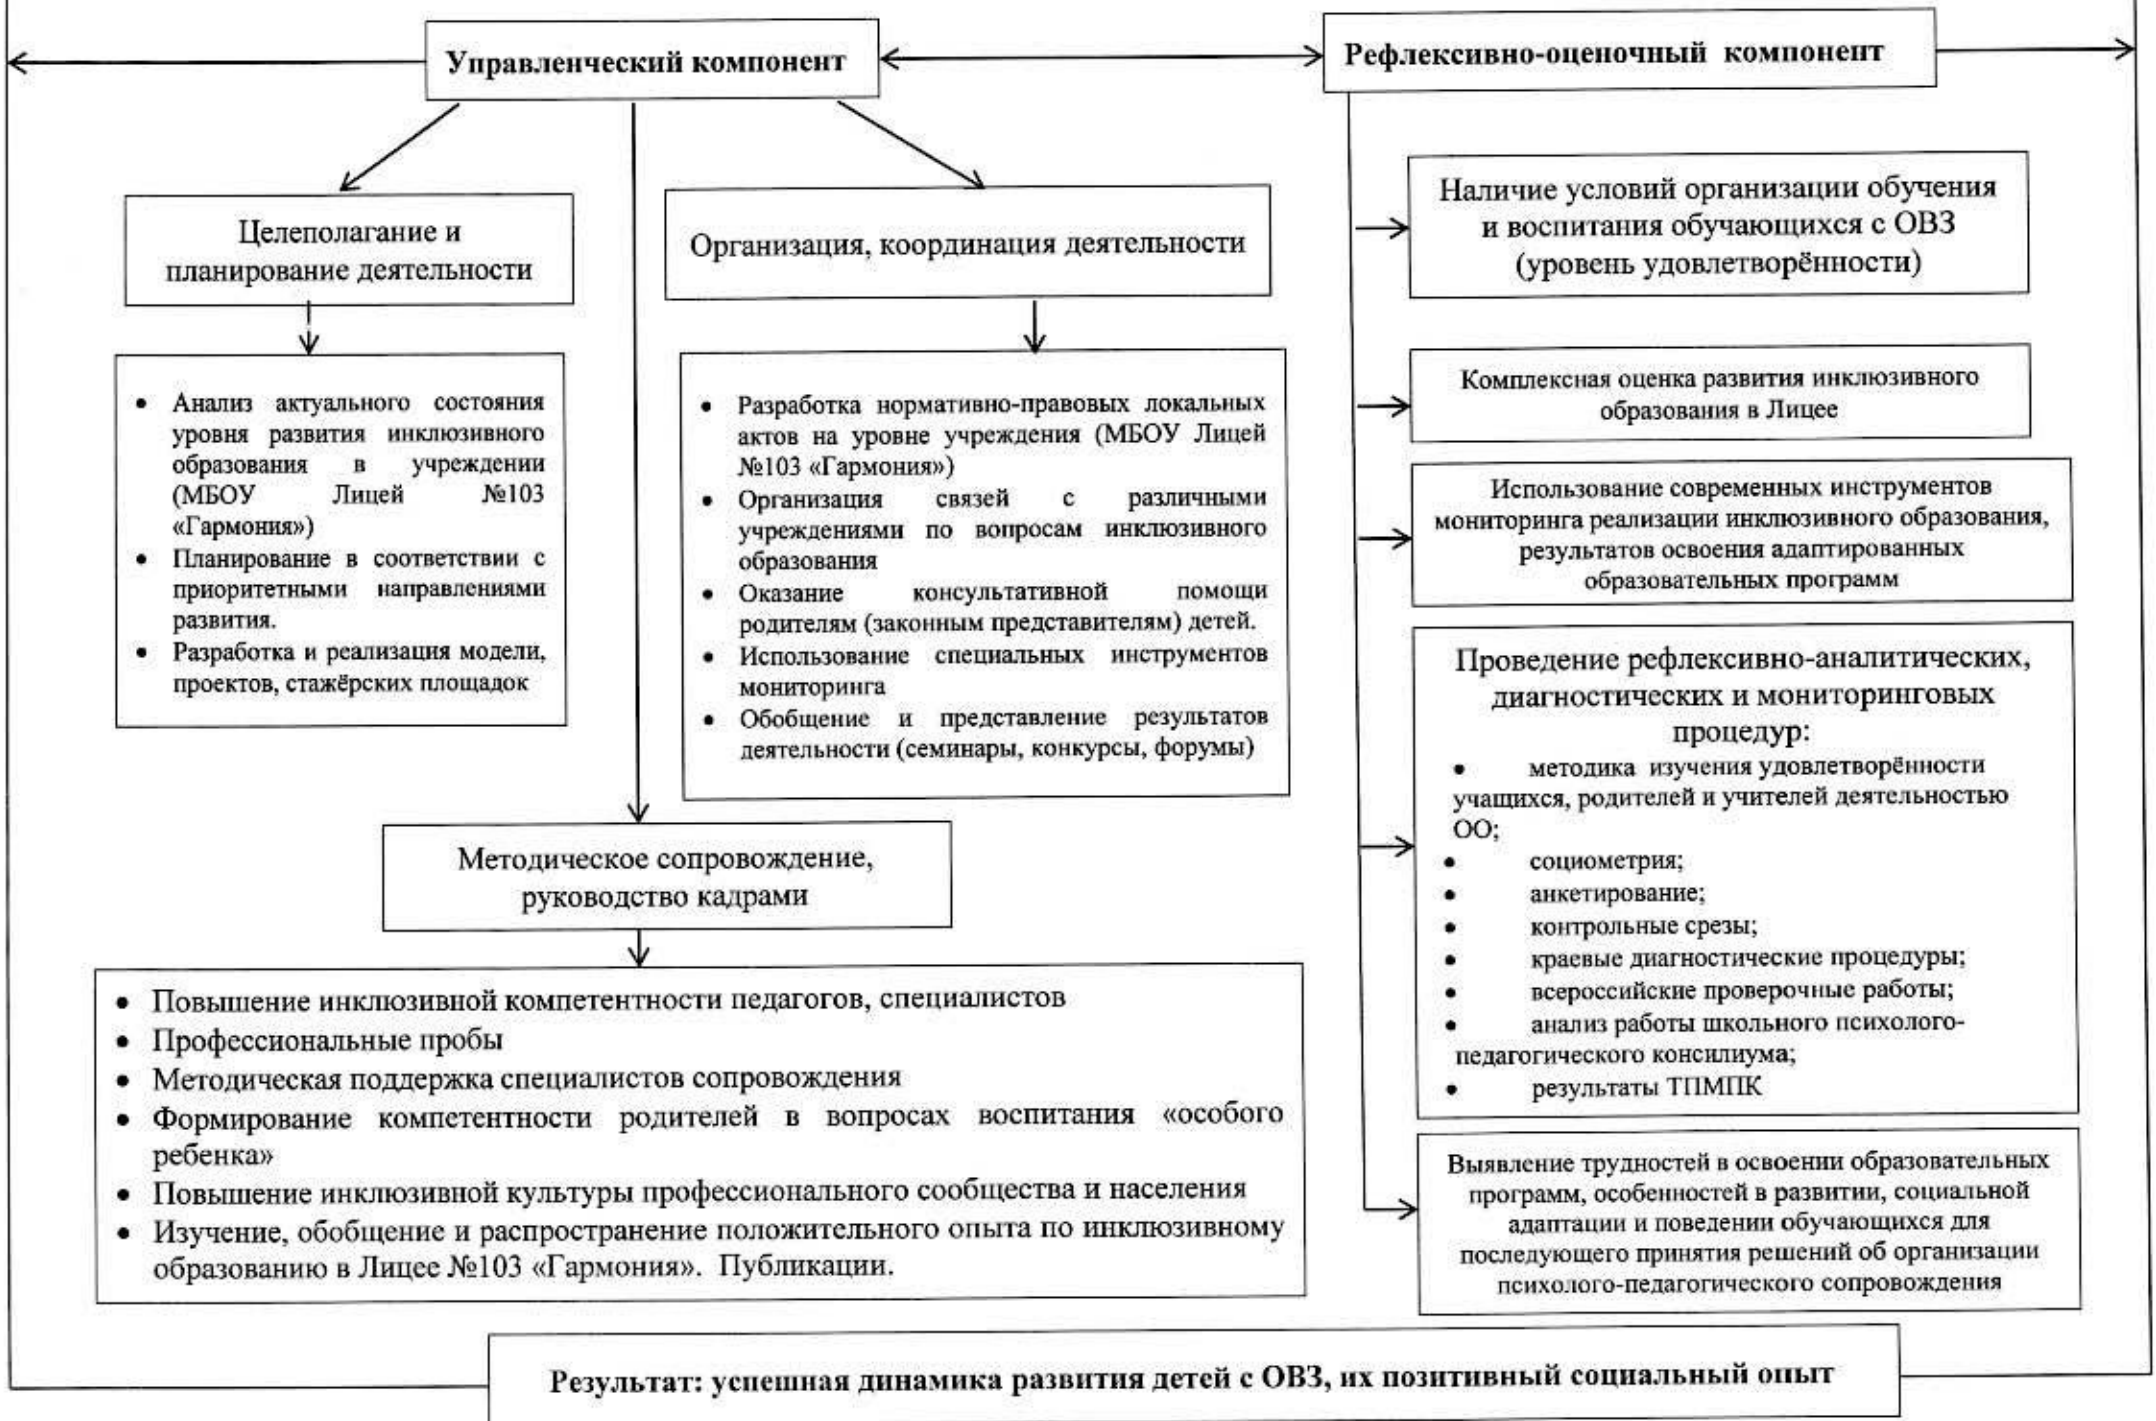 Управленческий компонент
Рефлексивно-оценочный компонент
Целеполагание и
планирование деятельности
Организация, координация деятельности
• Анализ актуального состояния
уровня развития инклюзивного
образования в учреждении
(МБОУ Лицей №103
«Гармония»)
• Планирование в соответствии с
приоритетными направлениями
развития.
• Разработка и реализация модели,
проектов, стажёрских площадок
• Разработка нормативно-правовых локальных
актов на уровне учреждения (МБОУ Лицей
№103 «Гармония»)
• Организация связей с различными
учреждениями по вопросам инклюзивного
образования
• Оказание консультативной помощи
родителям (законным представителям) детей.
• Использование специальных инструментов
мониторинга
• Обобщение и представление результатов
деятельности (семинары, конкурсы, форумы)
Методическое сопровождение,
руководство кадрами
• Повышение инклюзивной компетентности педагогов, специалистов
• Профессиональные пробы
• Методическая поддержка специалистов сопровождения
• Формирование компетентности родителей в вопросах воспитания «особого
ребенка»
• Повышение инклюзивной культуры профессионального сообщества и населения
• Изучение, обобщение и распространение положительного опыта по инклюзивному
образованию в Лицее №103 «Гармония». Публикации.
Наличие условий организации обучения
и воспитания обучающихся с ОВЗ
(уровень удовлетворённости)
Комплексная оценка развития инклюзивного
образования в Лицее
Использование современных инструментов
мониторинга реализации инклюзивного образования,
результатов освоения адаптированных
образовательных программ
Проведение рефлексивно-аналитических,
диагностических и мониторинговых
процедур:
• методика изучения удовлетворённости
учащихся, родителей и учителей деятельностью
ОО;
• социометрия;
• анкетирование;
• контрольные срезы;
• краевые диагностические процедуры;
• всероссийские проверочные работы;
• анализ работы школьного психолого-
педагогического консилиума;
• результаты ТПМПК
Выявление трудностей в освоении образовательных
программ, особенностей в развитии, социальной
адаптации и поведении обучающихся для
последующего принятия решений об организации
психолого-педагогического сопровождения
Результат: успешная динамика развития детей с ОВЗ, их позитивный социальный опыт